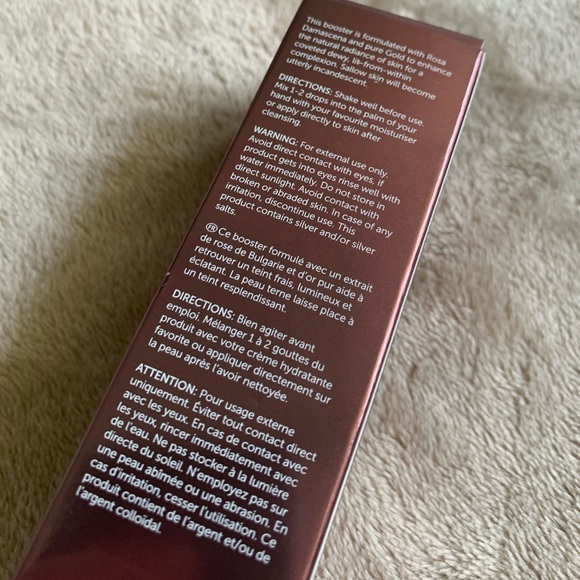 This booster is formulated with Rosa
Damascena and pure Gold to enhance
the natural radiance of skin for a
coveted dewy, lit-from-within
complexion. Sallow skin will become
utterly incandescent.
DIRECTIONS: Shake well before use.
Mix 1-2 drops into the palm of your
hand with your favourite moisturiser
or apply directly to skin after
cleansing.
WARNING: For external use only.
Avoid direct contact with eyes, if
product gets into eyes rinse well with
water immediately. Do not store in
direct sunlight. Avoid contact with
broken or abraded skin. In case of any
irritation, discontinue use. This
product contains silver and/or silver
salts.
FR Ce booster formulé avec un extrait
de rose de Bulgarie et d'or pur aide à
retrouver un teint frais, lumineux et
éclatant. La peau terne laisse place à
un teint resplendissant.
DIRECTIONS: Bien agiter avant
emploi. Mélanger 1 à 2 gouttes du
produit avec votre crème hydratante
favorite ou appliquer directement sur
la peau après l'avoir nettoyée.
ATTENTION: Pour usage externe
uniquement. Éviter tout contact direct
avec les yeux. En cas de contact avec
les yeux, rincer immédiatement avec
de l'eau. Ne pas stocker à la lumière
directe du soleil. N'employez pas sur
une peau abîmée ou une abrasion. En
cas d'irritation, cesser l'utilisation. Ce
produit contient de l'argent et/ou de
l'argent colloidal.